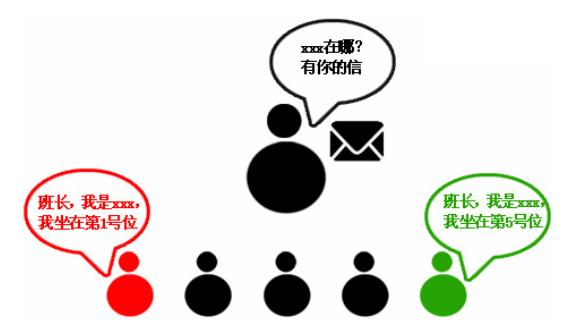 xxx在哪?
有你的信
班长, 我是xxx,
我坐在第1号位
班长, 我是xxx,
我坐在第5号位